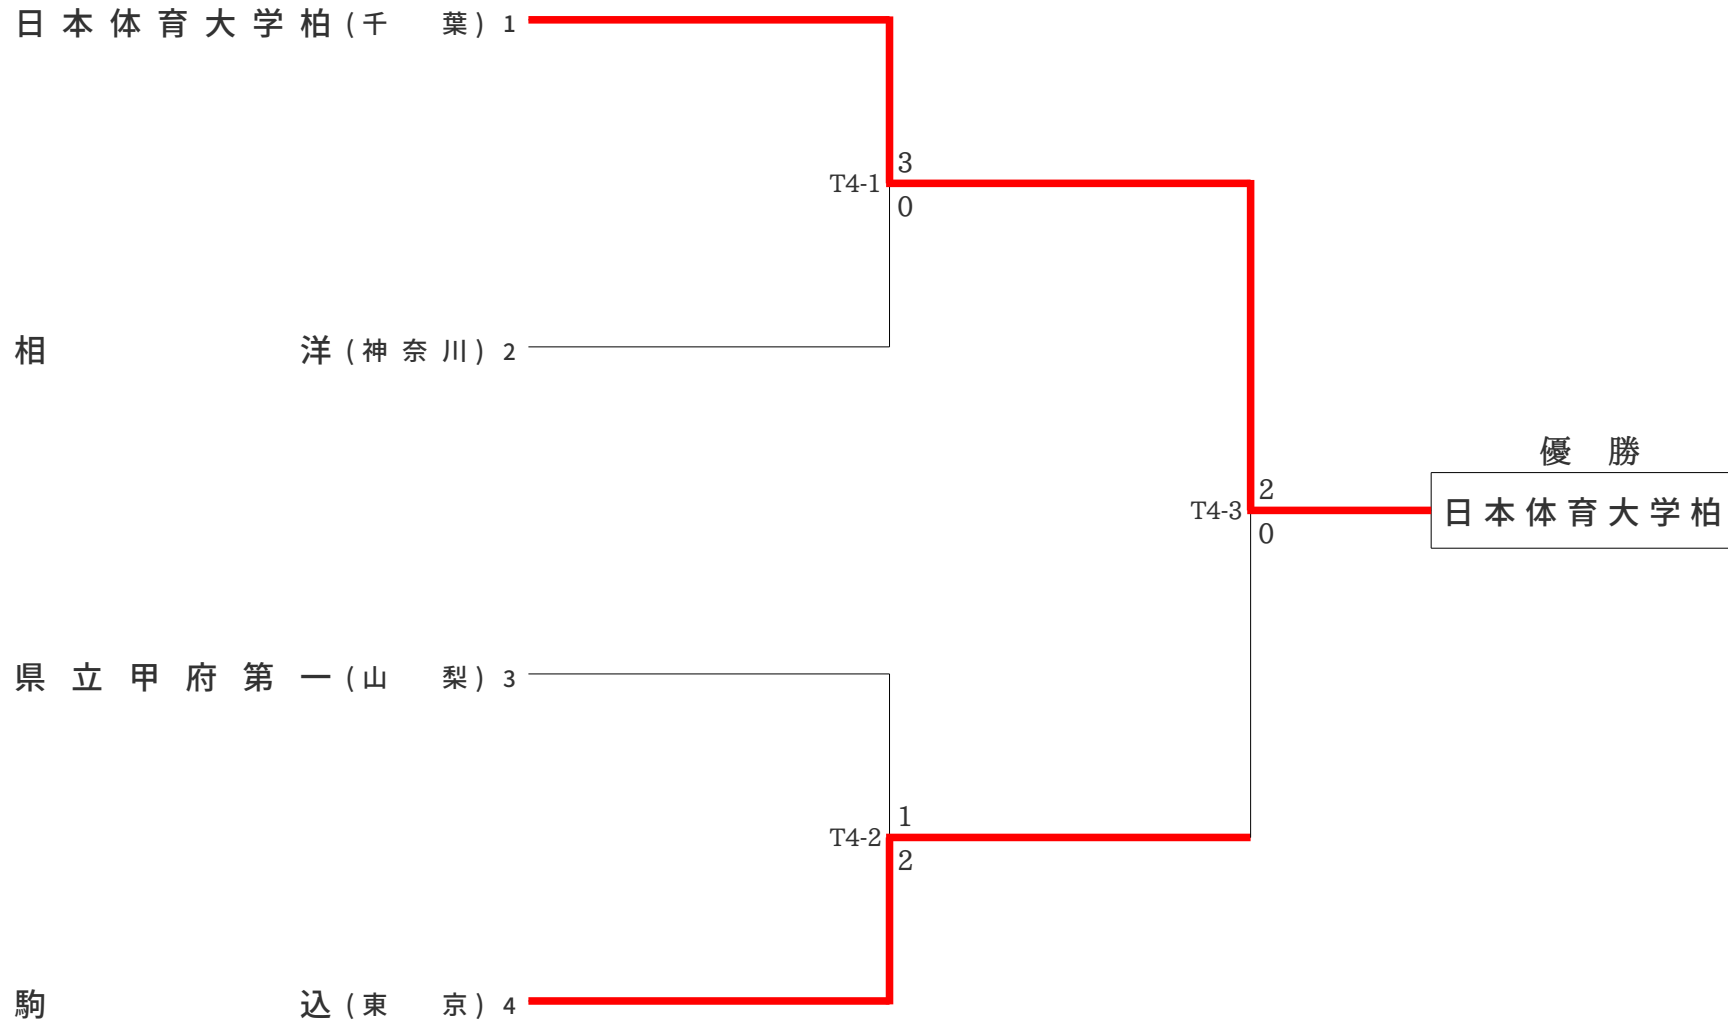 日本体育大学柏(千葉) 1
3
T4-1
0
相洋(神奈川) 2
優勝
2
日本体育大学柏
T4-3
0
県立甲府第一(山梨) 3
1
T4-2
2
駒込(東京) 4